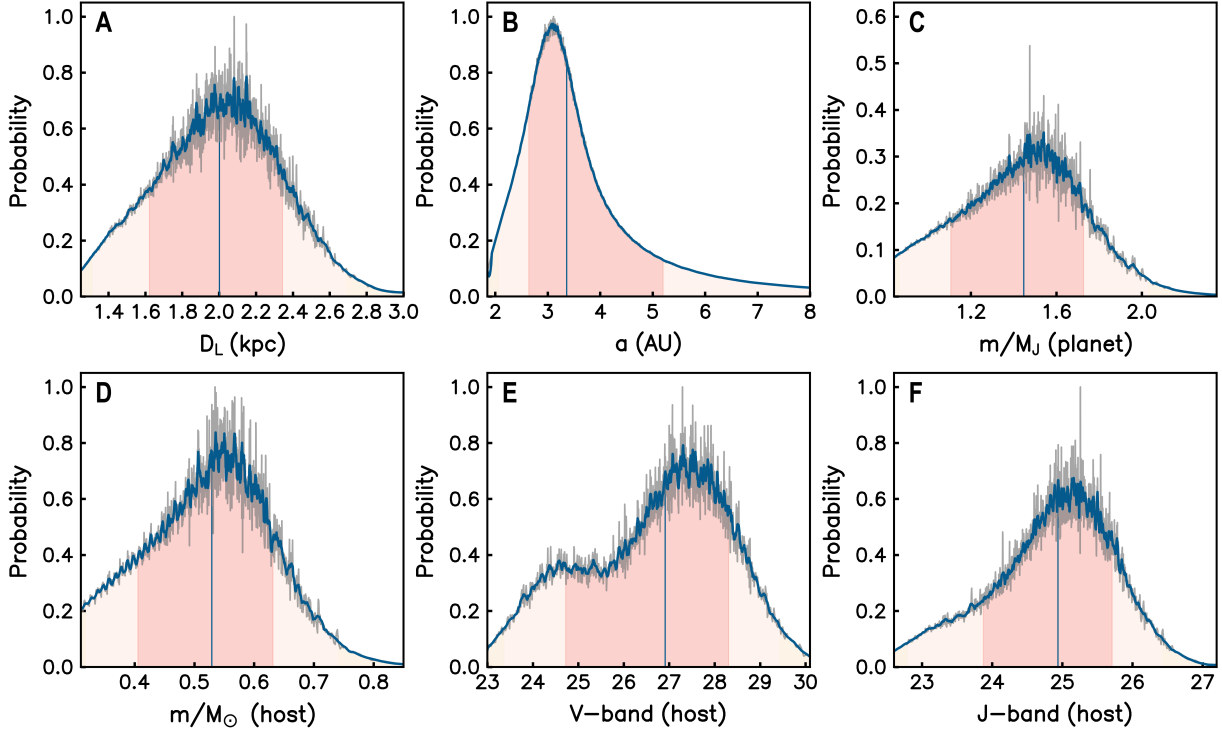 A
Probability
1.0
0.8
0.6
0.4
0.2
0.0
1.4 1.6 1.8 2.0 2.2 2.4 2.6 2.8 3.0
D_L (kpc)
B
Probability
1.0
0.8
0.6
0.4
0.2
0.0
2 3 4 5 6 7 8
a (AU)
C
Probability
0.6
0.5
0.4
0.3
0.2
0.1
0.0
1.2 1.6 2.0
m/M_J (planet)
D
Probability
1.0
0.8
0.6
0.4
0.2
0.0
0.4 0.5 0.6 0.7 0.8
m/M_⊙ (host)
E
Probability
1.0
0.8
0.6
0.4
0.2
0.0
23 24 25 26 27 28 29 30
V-band (host)
F
Probability
1.0
0.8
0.6
0.4
0.2
0.0
23 24 25 26 27
J-band (host)